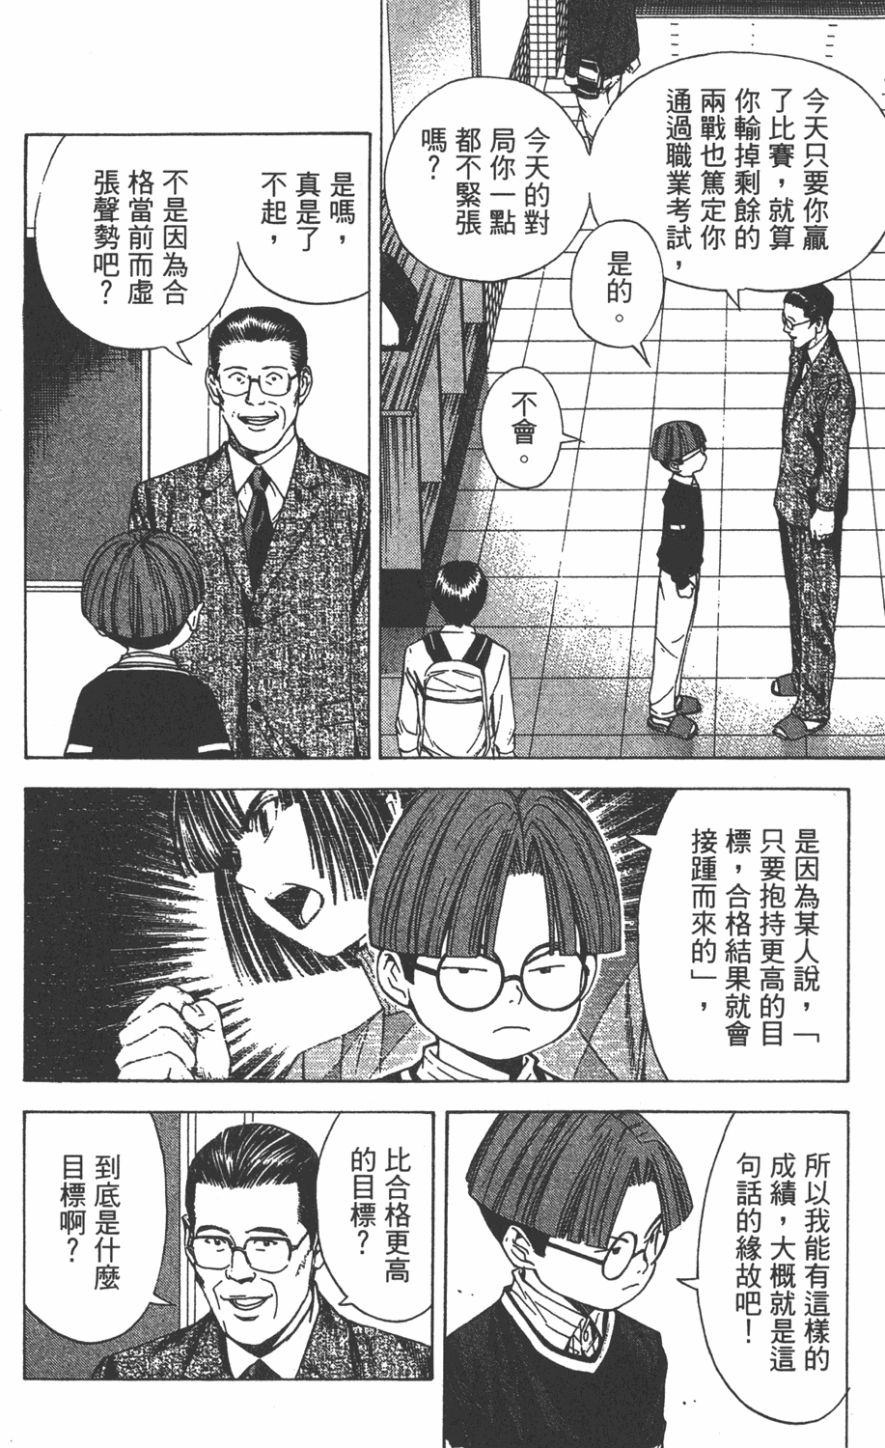 今天只要你贏
了比賽，就算
你輸掉剩餘的
兩戰也篤定你
通過職業考試，
是的。
今天的對
局你一點
都不緊張
嗎？
不會。
是嗎，
真是了
不起，
不是因為合
格當前而虛
張聲勢吧？
是因為某人說，「
只要抱持更高的目
標，合格結果就會
接踵而來的」，
所以我能有這樣的
成績，大概就是這
句話的緣故吧！
比合格更高
的目標？
到底是什麼
目標啊？